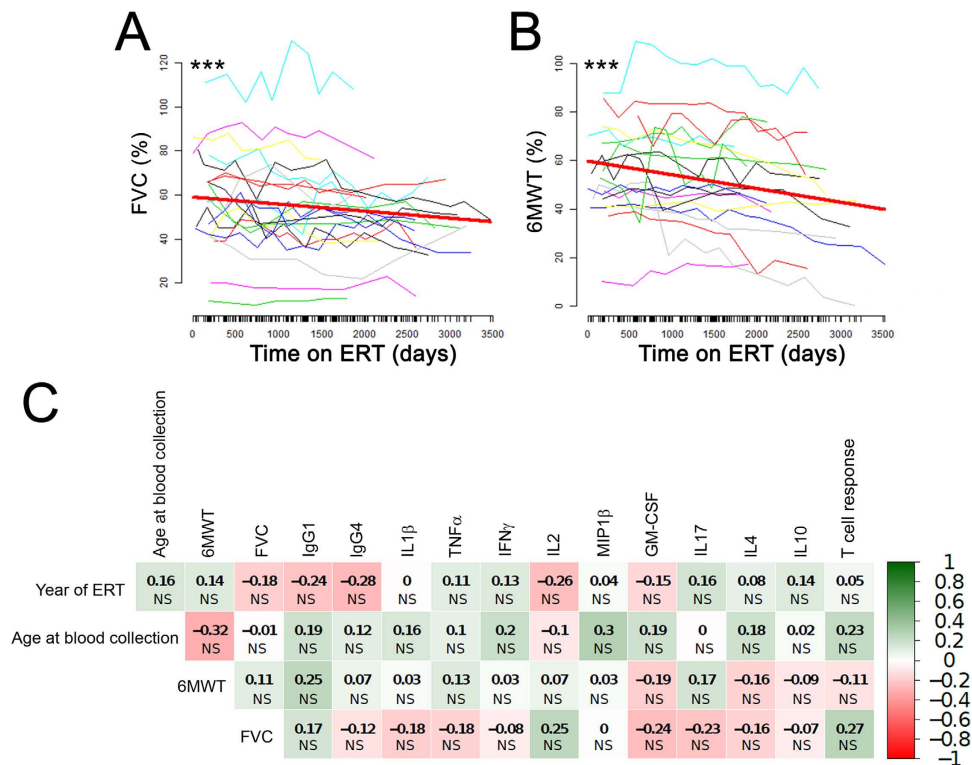 A
B
***
***
FVC (%)
20 40 60 80 100 120
0 500 1000 1500 2000 2500 3000 3500
Time on ERT (days)
6MWT (%)
0 20 40 60 80 100
0 500 1000 1500 2000 2500 3000 3500
Time on ERT (days)
C
Age at blood collection
6MWT
FVC
IgG1
IgG4
IL1β
TNFα
IFNγ
IL2
MIP1β
GM-CSF
IL17
IL4
IL10
T cell response
Year of ERT
0.16 0.14 −0.18 −0.24 −0.28 0 0.11 0.13 −0.26 0.04 −0.15 0.16 0.08 0.14 0.05
NS NS NS NS NS NS NS NS NS NS NS NS NS NS NS
Age at blood collection
−0.32 −0.01 0.19 0.12 0.16 0.1 0.2 −0.1 0.3 0.19 0 0.18 0.02 0.23
NS NS NS NS NS NS NS NS NS NS NS NS NS NS
6MWT
0.11 0.25 0.07 0.03 0.13 0.03 0.07 0.03 −0.19 0.17 −0.16 −0.09 −0.11
NS NS NS NS NS NS NS NS NS NS NS NS NS
FVC
0.17 −0.12 −0.18 −0.18 −0.08 0.25 0 −0.24 −0.23 −0.16 −0.07 0.27
NS NS NS NS NS NS NS NS NS NS NS NS
1
0.8
0.6
0.4
0.2
0
−0.2
−0.4
−0.6
−0.8
−1